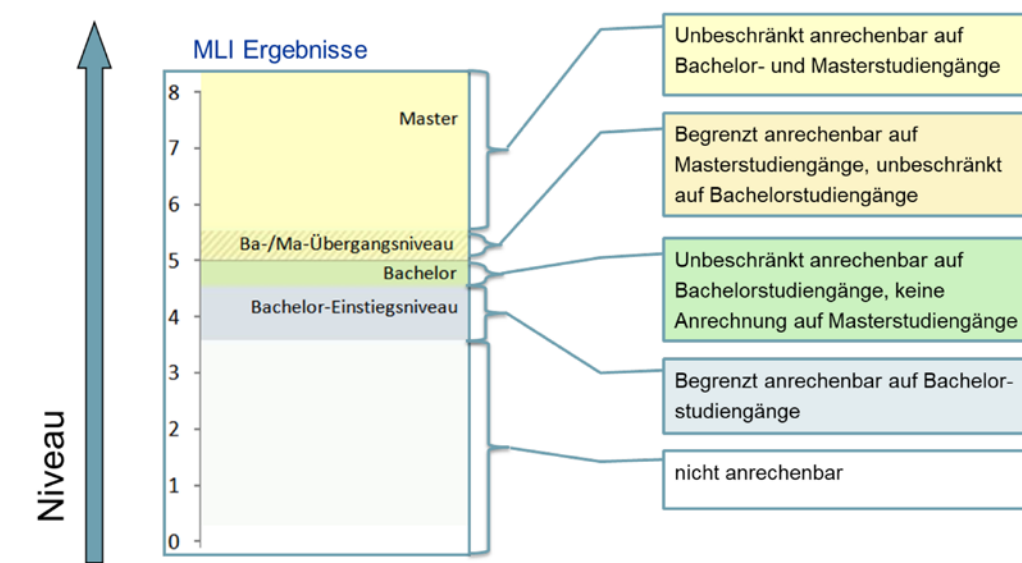 MLI Ergebnisse
Niveau
8
7
6
5
4
3
2
1
0
Master
Ba-/Ma-Übergangsniveau
Bachelor
Bachelor-Einstiegsniveau
Unbeschränkt anrechenbar auf
Bachelor- und Masterstudiengänge
Begrenzt anrechenbar auf
Masterstudiengänge, unbeschränkt
auf Bachelorstudiengänge
Unbeschränkt anrechenbar auf
Bachelorstudiengänge, keine
Anrechnung auf Masterstudiengänge
Begrenzt anrechenbar auf Bachelor-
studiengänge
nicht anrechenbar